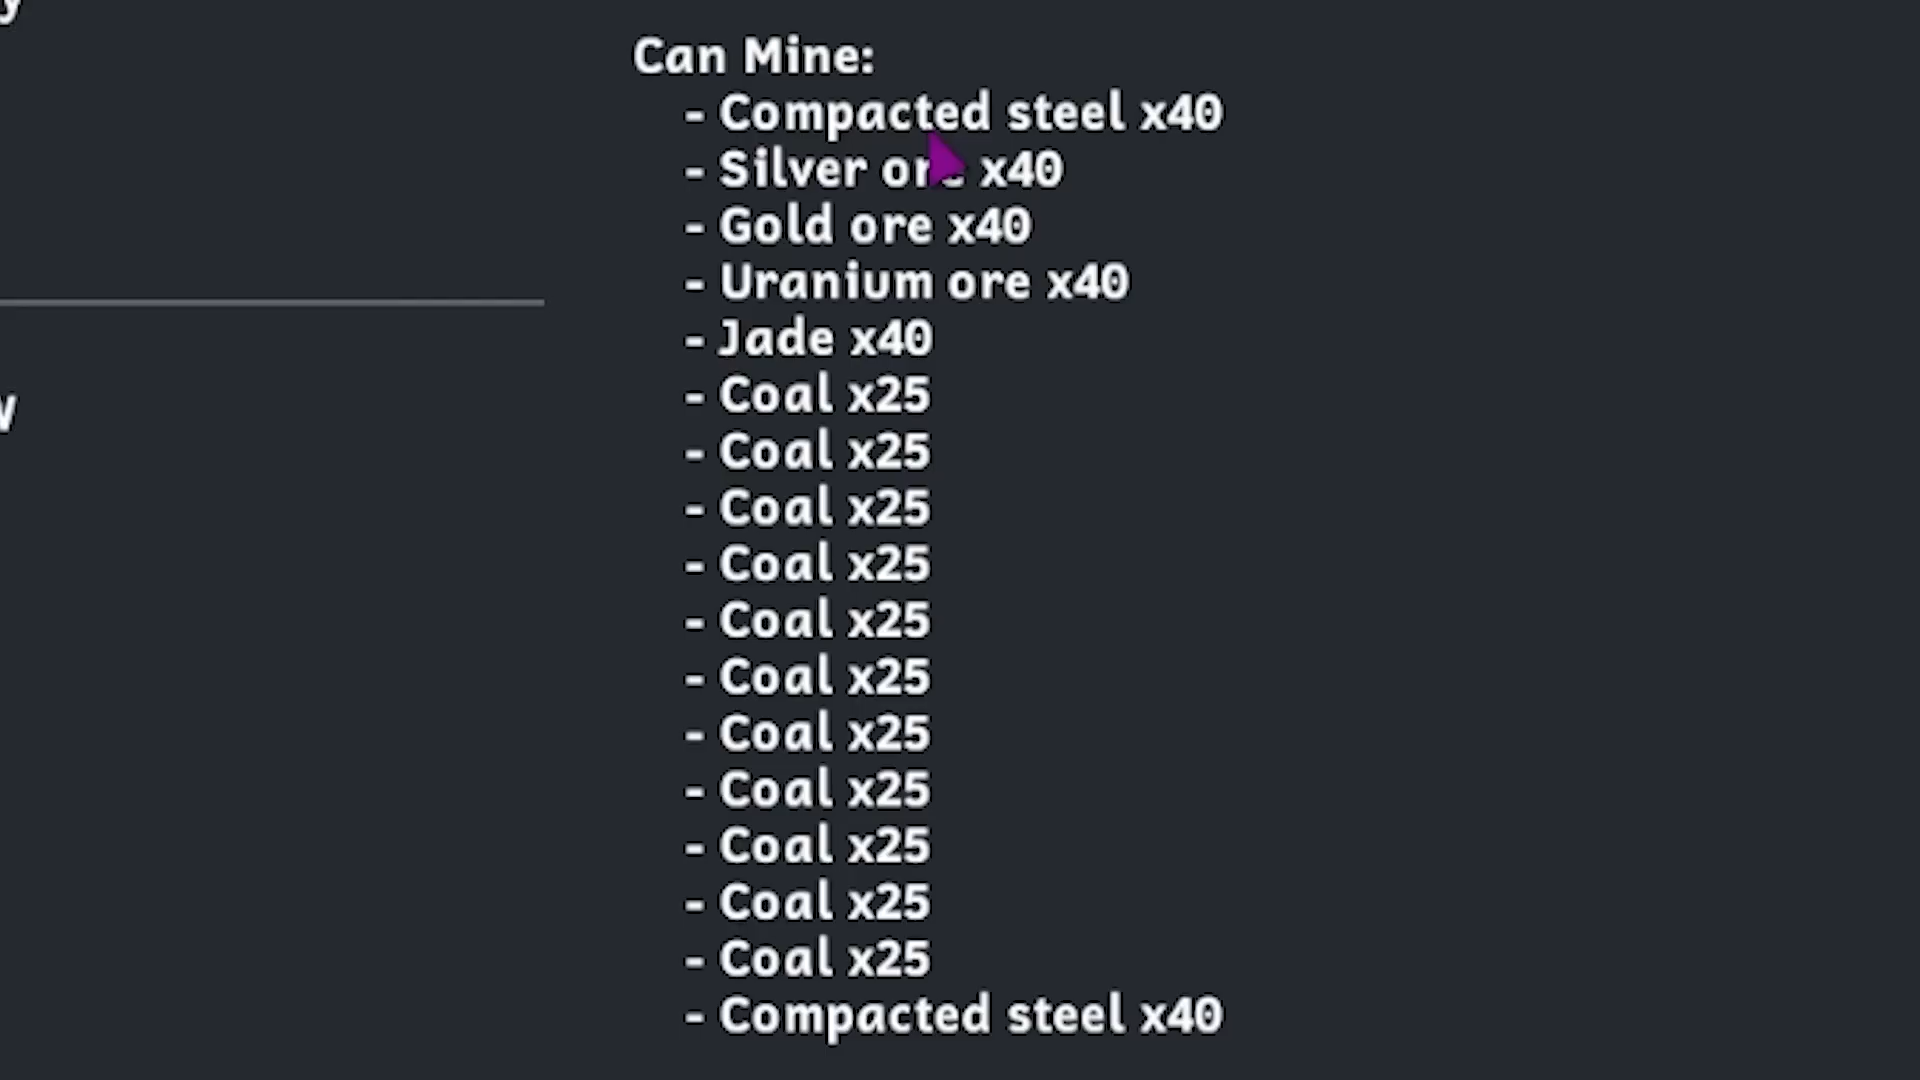 y
Can Mine:
- Compacted steel x40
- Silver ore x40
- Gold ore x40
- Uranium ore x40
- Jade x40
- Coal x25
- Coal x25
- Coal x25
- Coal x25
- Coal x25
- Coal x25
- Coal x25
- Coal x25
- Coal x25
- Coal x25
- Coal x25
- Compacted steel x40